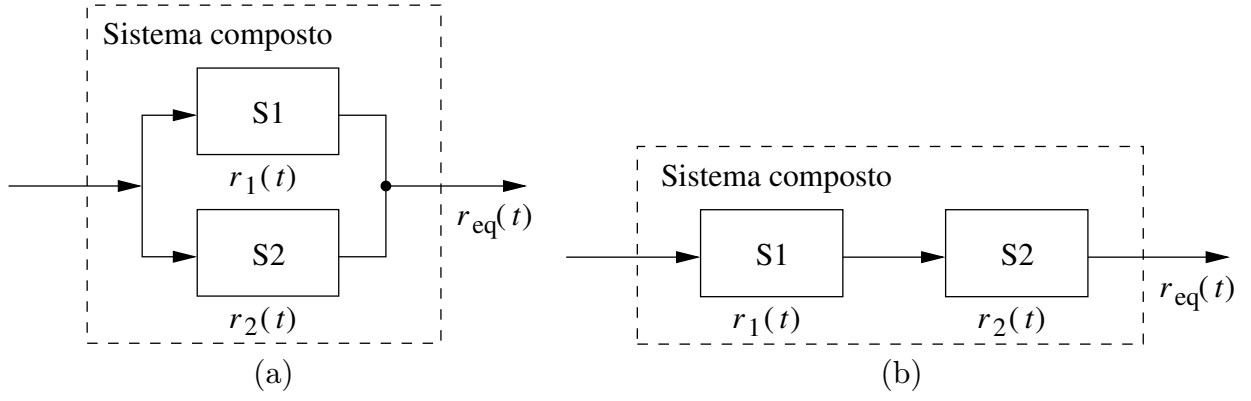 Sistema composto
S1
r1(t)
S2
r2(t)
req(t)
(a)
Sistema composto
S1
S2
r1(t)
r2(t)
req(t)
(b)